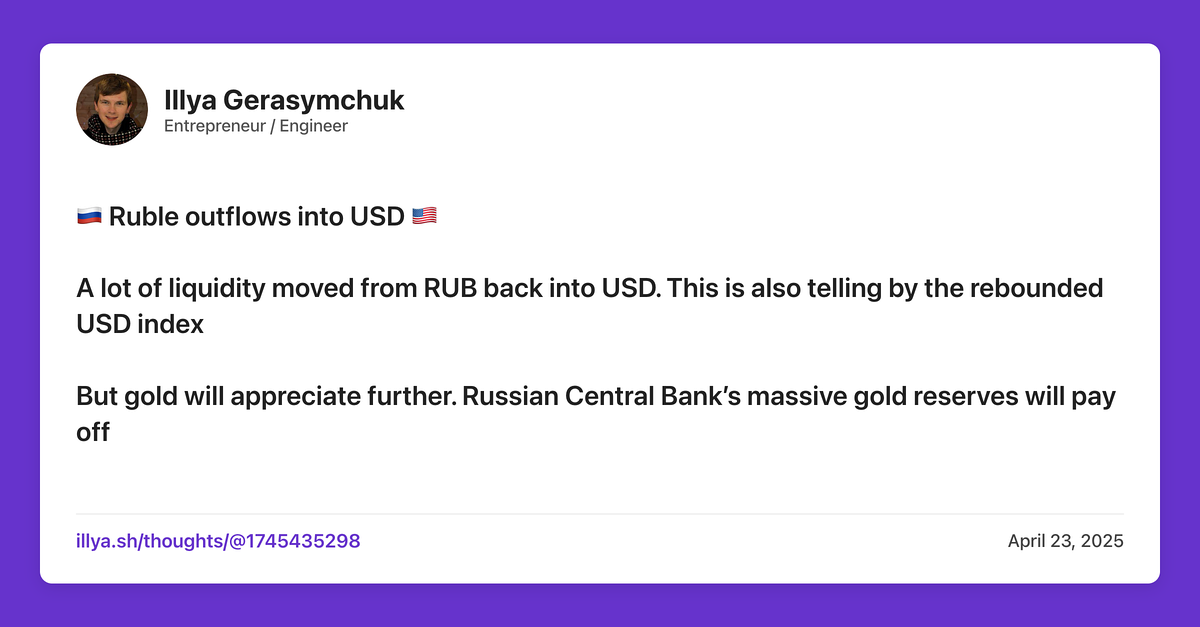 Illya Gerasymchuk
Entrepreneur / Engineer
🇷🇺 Ruble outflows into USD 🇺🇸
A lot of liquidity moved from RUB back into USD. This is also telling by the rebounded
USD index
But gold will appreciate further. Russian Central Bank’s massive gold reserves will pay
off
illya.sh/thoughts/@1745435298
April 23, 2025